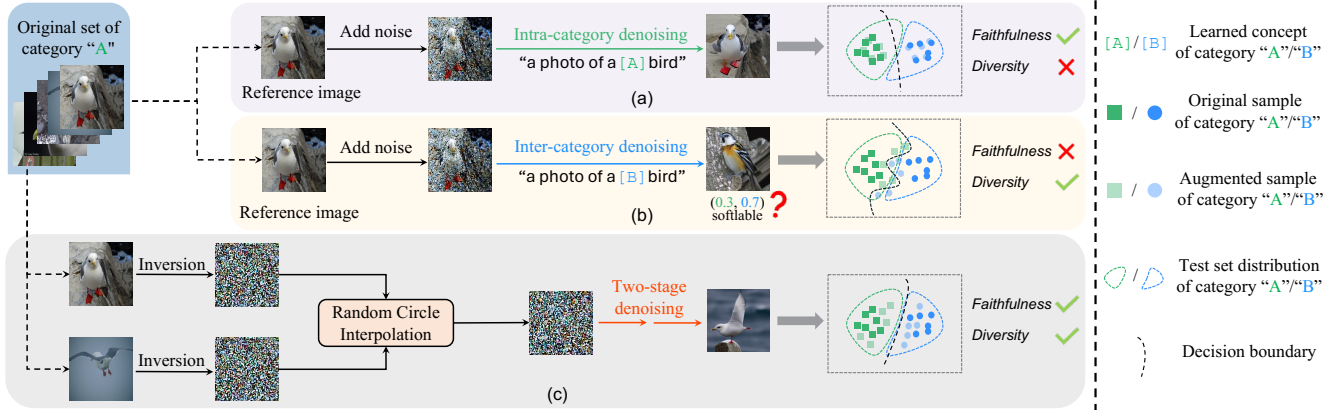 Original set of
category “A"
Reference image
Add noise
Intra-category denoising
“a photo of a [A] bird”
(a)
Faithfulness
Diversity
Reference image
Add noise
Inter-category denoising
“a photo of a [B] bird”
(0.3, 0.7)
softlable
?
(b)
Faithfulness
Diversity
Inversion
Inversion
Random Circle
Interpolation
Two-stage
denoising
(c)
Faithfulness
Diversity
[A]/[B]
Learned concept
of category “A”/“B”
/
Original sample
of category “A”/“B”
/
Augmented sample
of category “A”/“B”
/
Test set distribution
of category “A”/“B”
Decision boundary